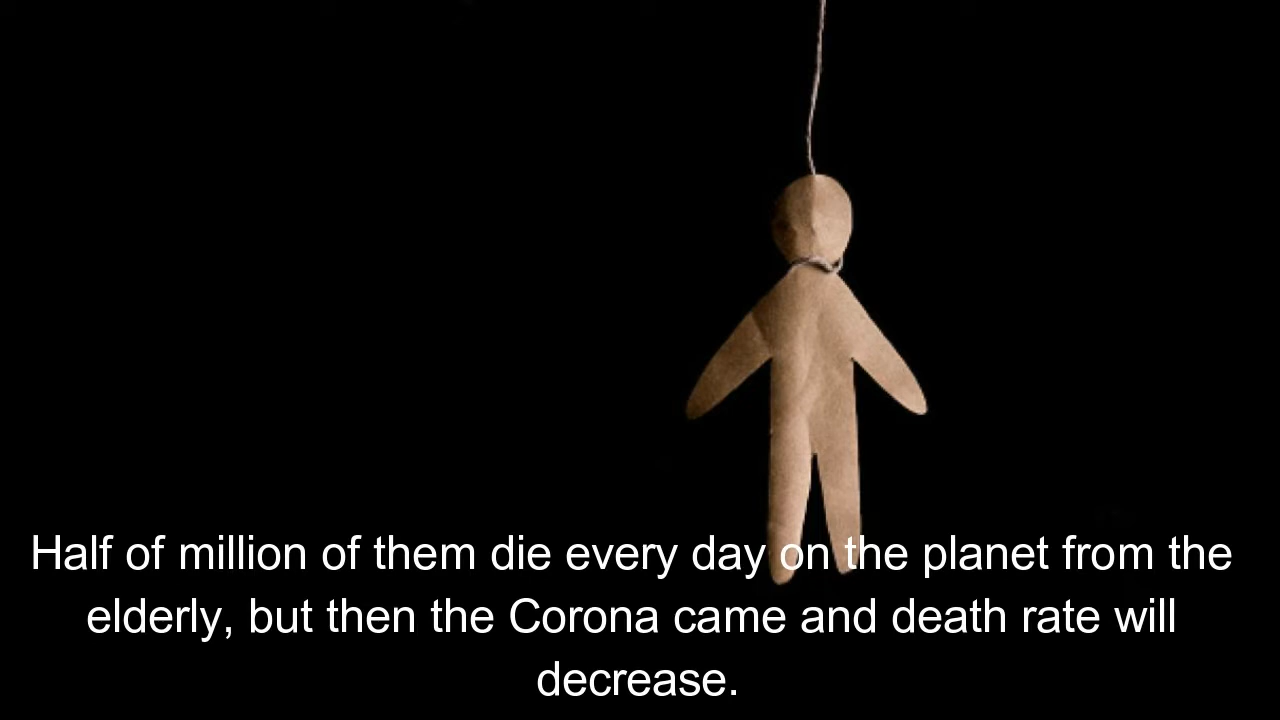 Half of million of them die every day on the planet from the
elderly, but then the Corona came and death rate will
decrease.